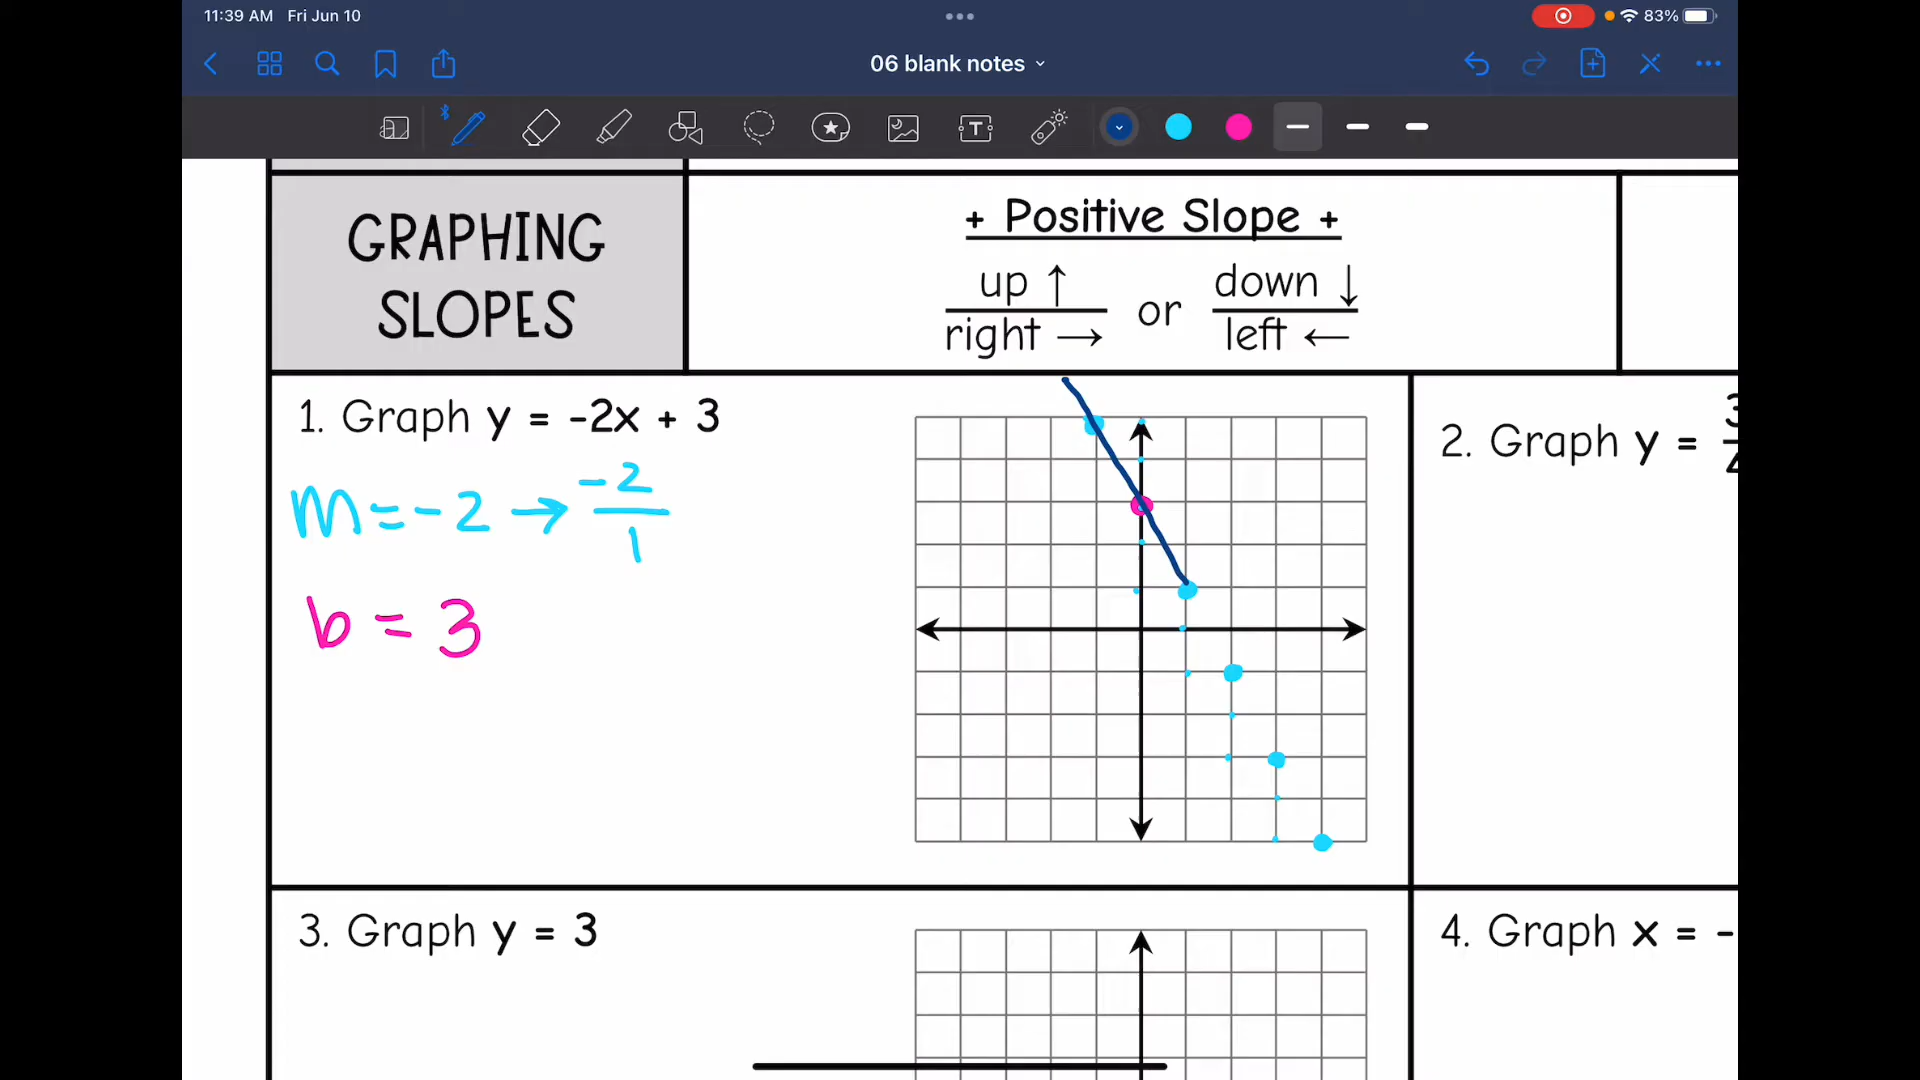 11:39 AM Fri Jun 10
83%
06 blank notes
GRAPHING
SLOPES
+ Positive Slope +
up ↑
right → or down ↓
left ←
1. Graph y = -2x + 3
m = -2 → -2
1
b = 3
2. Graph y =
3. Graph y = 3
4. Graph x = -